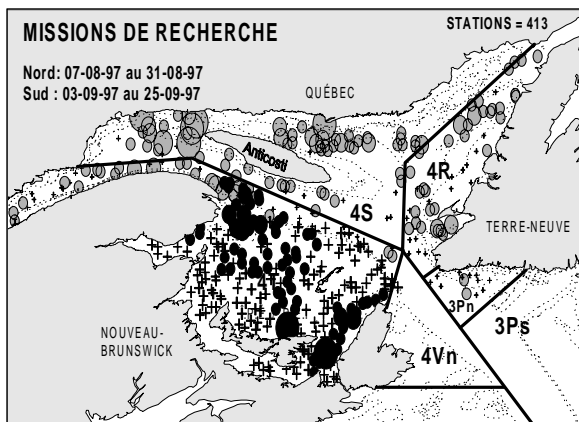 MISSIONS DE RECHERCHE
STATIONS = 413
Nord: 07-08-97 au 31-08-97
Sud : 03-09-97 au 25-09-97
QUÉBEC
Anticosti
4R
4S
TERRE-NEUVE
3Pn
3Ps
NOUVEAU-
BRUNSWICK
4Vn